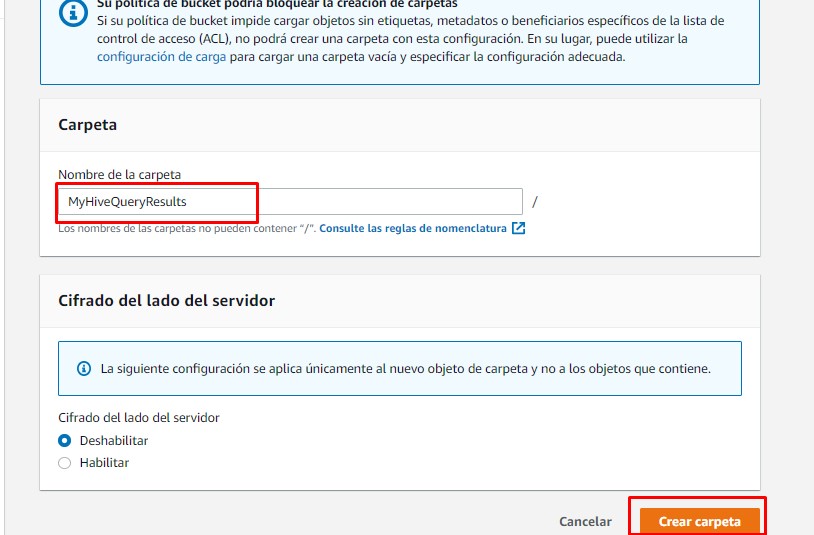 Su política de bucket podría bloquear la creación de carpetas
Si su política de bucket impide cargar objetos sin etiquetas, metadatos o beneficiarios específicos de la lista de
control de acceso (ACL), no podrá crear una carpeta con esta configuración. En su lugar, puede utilizar la
configuración de carga para cargar una carpeta vacía y especificar la configuración adecuada.
Carpeta
Nombre de la carpeta
MyHiveQueryResults /
Los nombres de las carpetas no pueden contener "/". Consulte las reglas de nomenclatura
Cifrado del lado del servidor
La siguiente configuración se aplica únicamente al nuevo objeto de carpeta y no a los objetos que contiene.
Cifrado del lado del servidor
Deshabilitar
Habilitar
Cancelar Crear carpeta